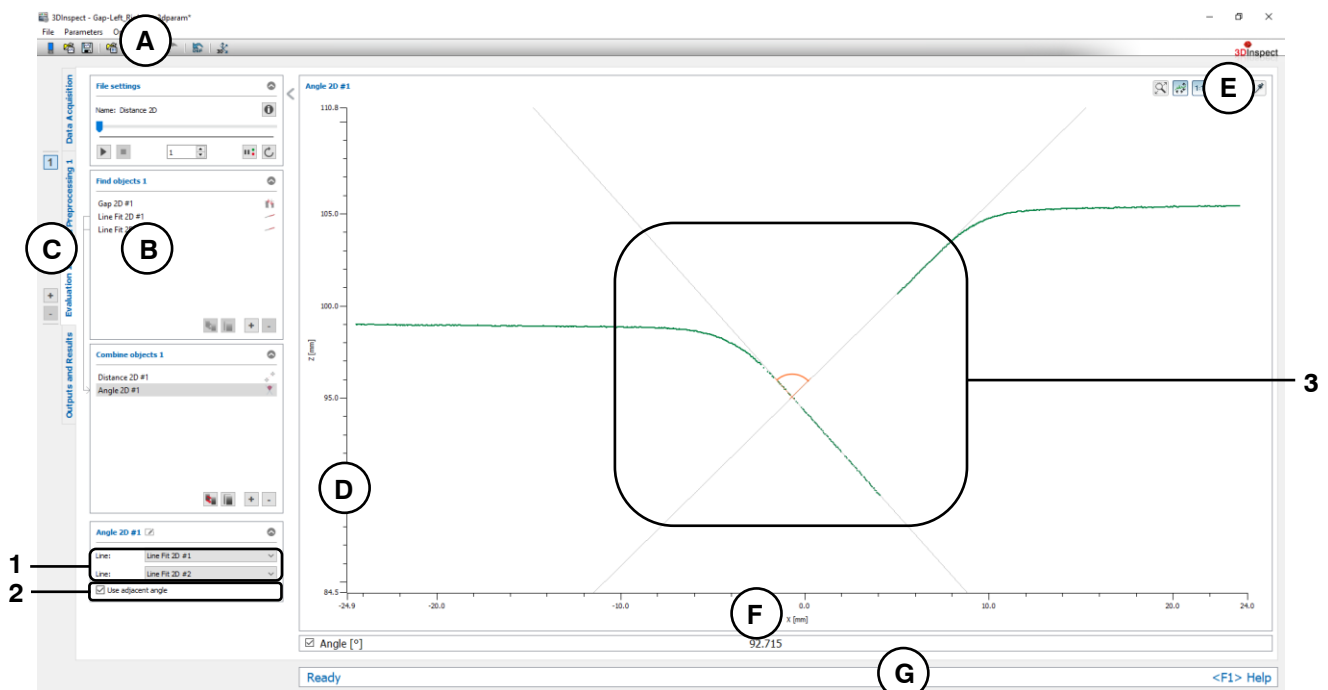 3DInspect - Gap-Left_Ri 3dparam*
File Parameters O
A
3DInspect
Data Acquisition
Preprocessing 1
Evaluation
Outputs and Results
1
C
+
-
File settings
Name: Distance 2D
1
Find objects 1
Gap 2D #1
Line Fit 2D #1
Line Fit 2D
B
+ -
Combine objects 1
Distance 2D #1
Angle 2D #1
+ -
Angle 2D #1
1
Line: Line Fit 2D #1
Line: Line Fit 2D #2
2
Use adjacent angle
Angle 2D #1
E
110.8
105.0
100.0
95.0
84.5
Z [mm]
D
3
-24.9 -20.0 -10.0 0.0 10.0 20.0 24.0
F
X [mm]
Angle [°] 92.715
Ready
G
<F1> Help